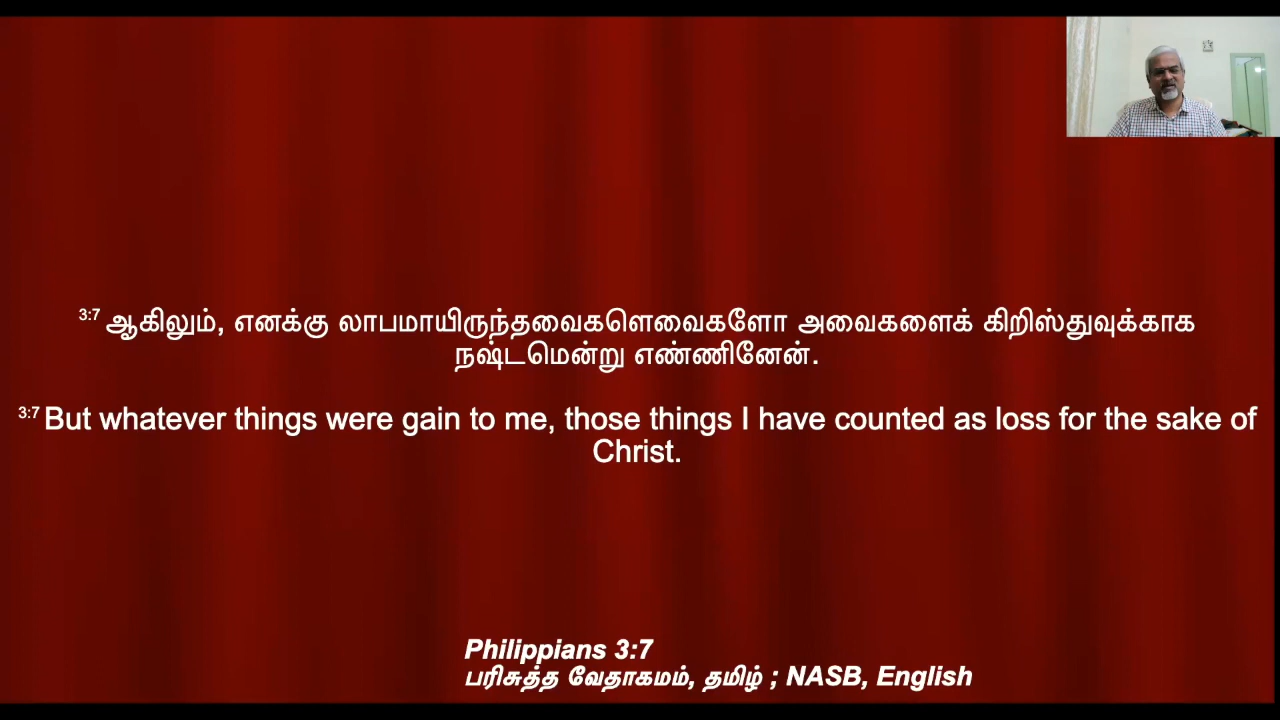 3:7 ஆகிலும், எனக்கு லாபமாயிருந்தவைகளெவைகளோ அவைகளைக் கிறிஸ்துவுக்காக
நஷ்டமென்று எண்ணினேன்.
3:7 But whatever things were gain to me, those things I have counted as loss for the sake of
Christ.
Philippians 3:7
பரிசுத்த வேதாகமம், தமிழ் ; NASB, English